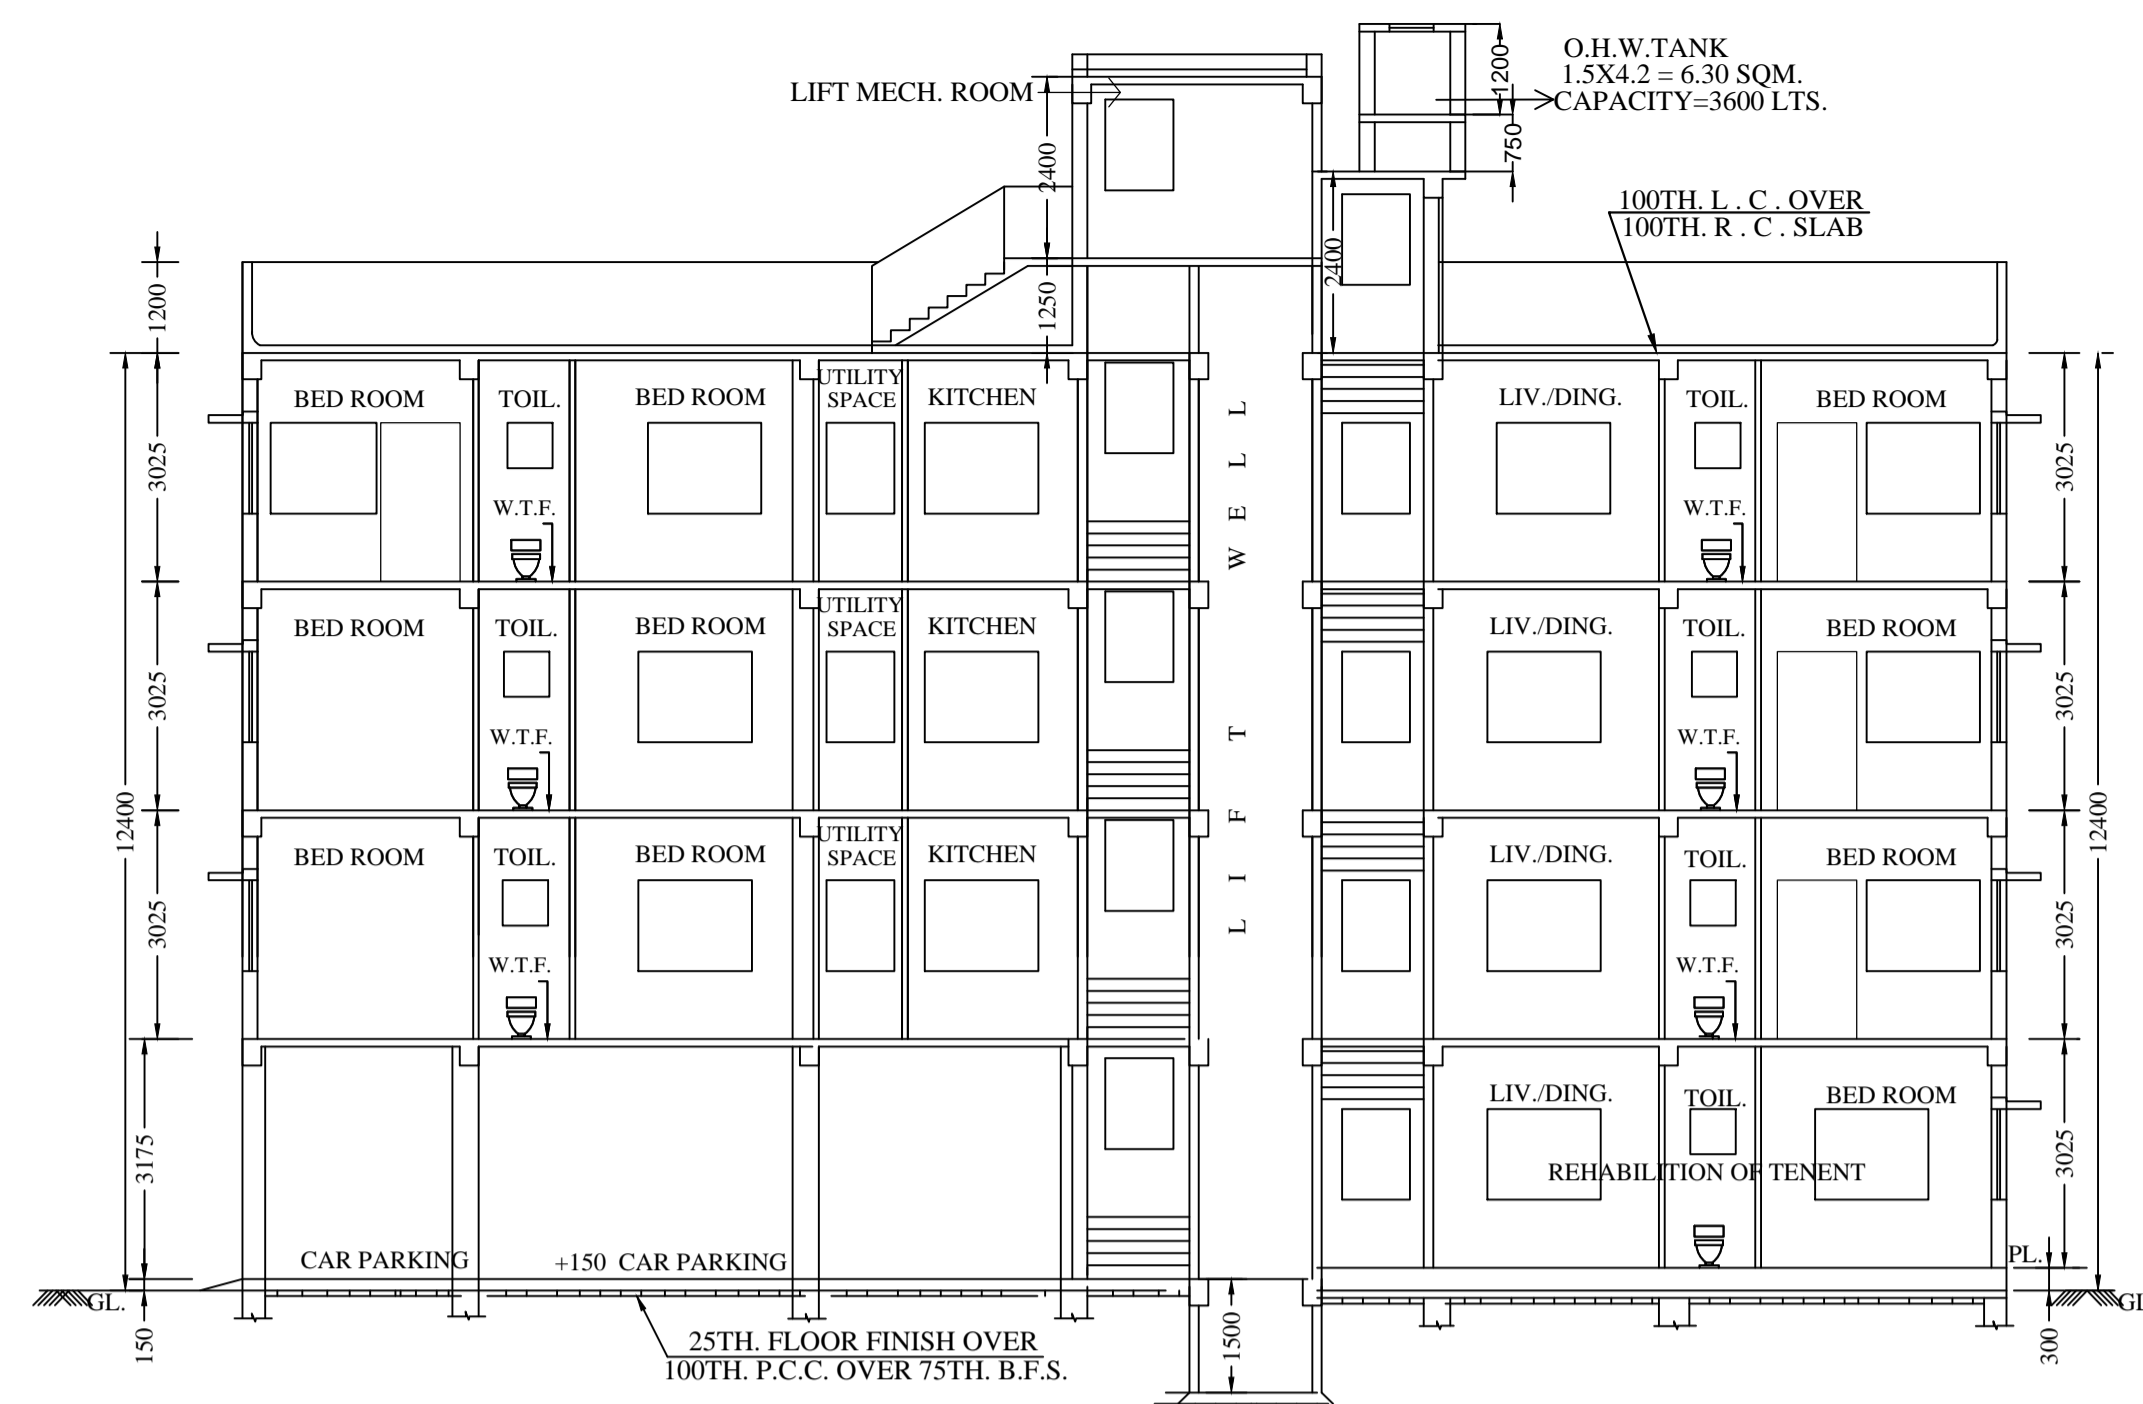 O.H.W.TANK
1.5X4.2 = 6.30 SQM.
CAPACITY=3600 LTS.
1200
750
LIFT MECH. ROOM
2400
100TH. L . C . OVER
100TH. R . C . SLAB
2400
1200
1250
BED ROOM
TOIL.
BED ROOM
UTILITY
SPACE
KITCHEN
LIV./DING.
TOIL.
BED ROOM
3025
W.T.F.
W.T.F.
3025
BED ROOM
TOIL.
BED ROOM
UTILITY
SPACE
KITCHEN
LIV./DING.
TOIL.
BED ROOM
3025
W.T.F.
W.T.F.
3025
LIFT WELLL
12400
12400
BED ROOM
TOIL.
BED ROOM
UTILITY
SPACE
KITCHEN
LIV./DING.
TOIL.
BED ROOM
3025
W.T.F.
W.T.F.
3025
LIV./DING.
TOIL.
BED ROOM
3175
REHABILITION OF TENENT
3025
CAR PARKING
+150 CAR PARKING
PL.
GL.
GL
150
1500
300
25TH. FLOOR FINISH OVER
100TH. P.C.C. OVER 75TH. B.F.S.